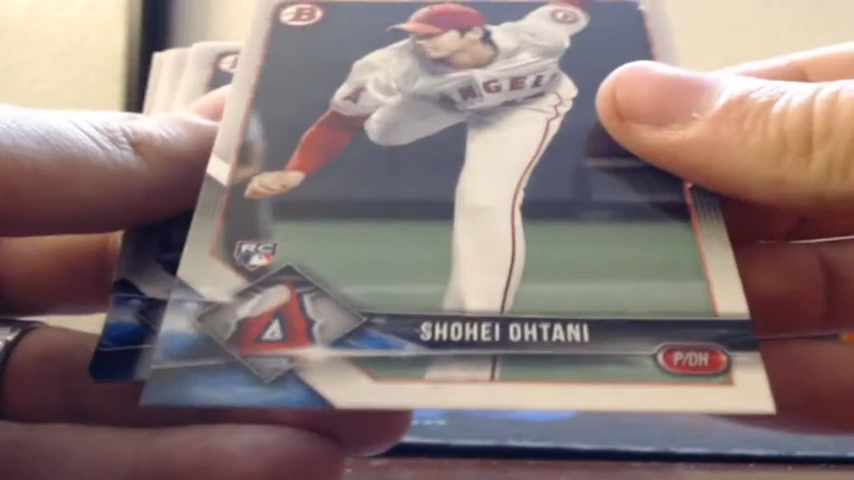 B
ANGELS
RC
A
SHOHEI OHTANI
P/DH